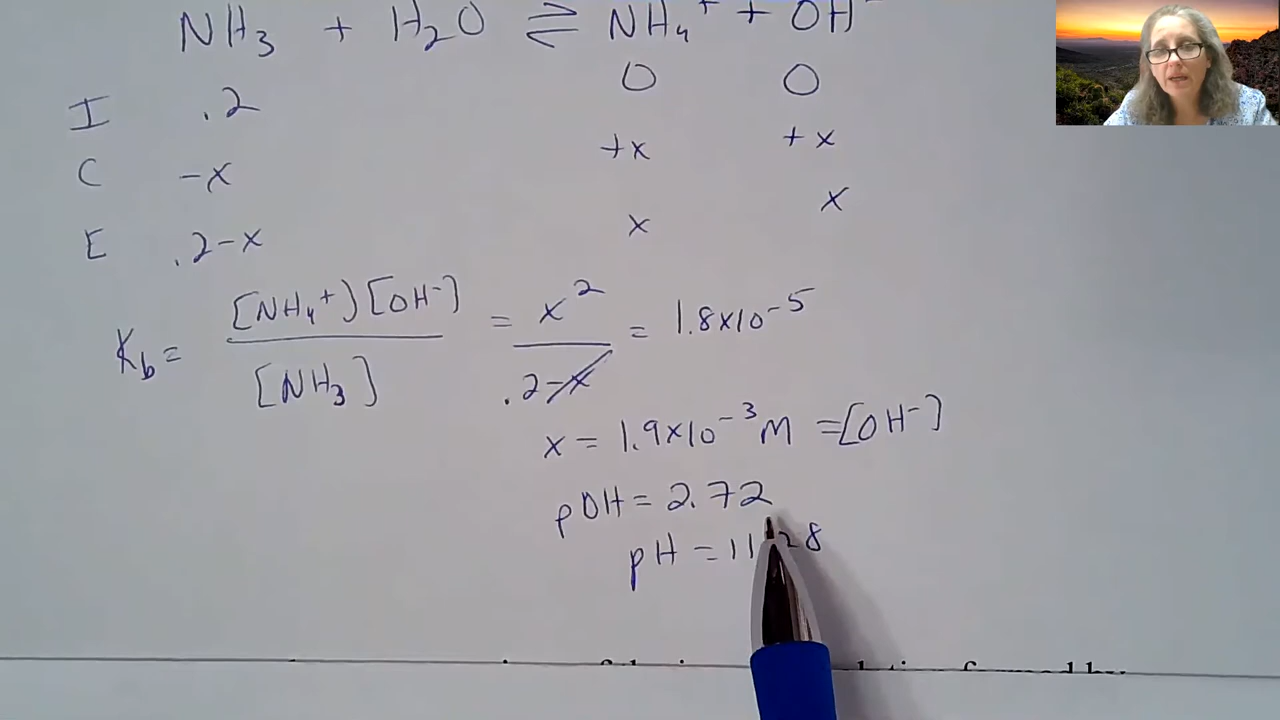 NH₃ + H₂O ⇌ NH₄⁺ + OH⁻
I .2 0 0
C -x +x +x
E .2-x x x
K_b = [NH₄⁺][OH⁻] / [NH₃] = x² / .2-x = 1.8x10⁻⁵
x = 1.9x10⁻³ M = [OH⁻]
pOH = 2.72
pH = 11.28